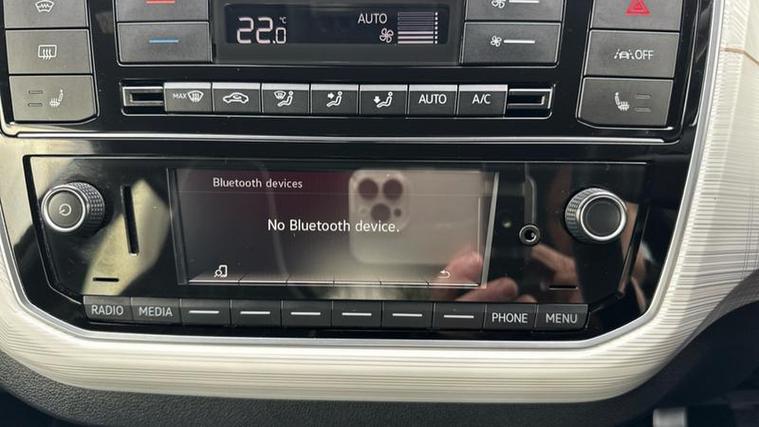 22.0 °C
AUTO
OFF
MAX
AUTO
A/C
Bluetooth devices
No Bluetooth device.
RADIO
MEDIA
PHONE
MENU